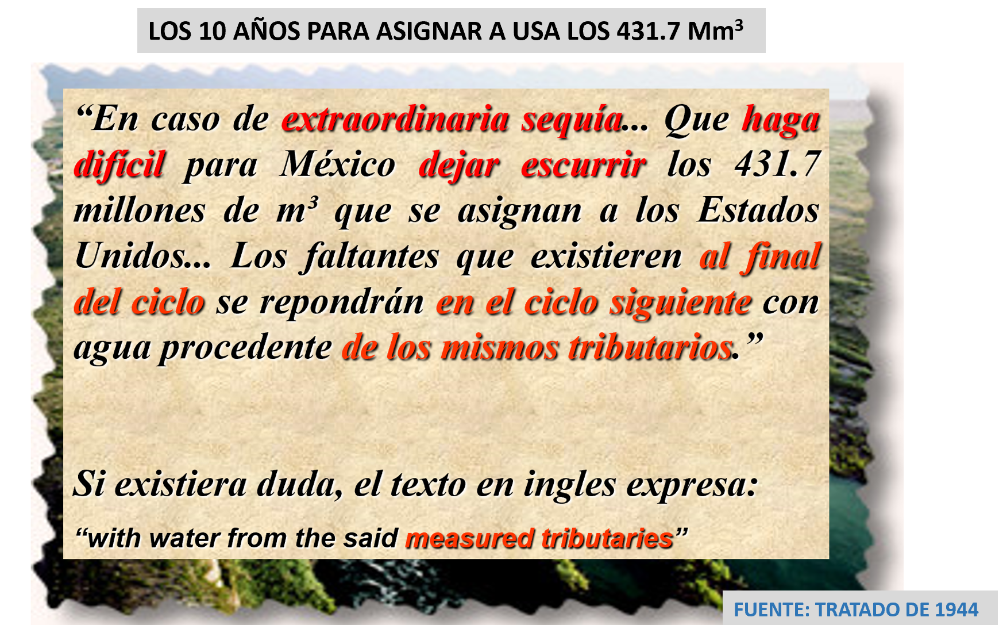 LOS 10 AÑOS PARA ASIGNAR A USA LOS 431.7 Mm³
“En caso de extraordinaria sequía... Que haga
difícil para México dejar escurrir los 431.7
millones de m³ que se asignan a los Estados
Unidos... Los faltantes que existieren al final
del ciclo se repondrán en el ciclo siguiente con
agua procedente de los mismos tributarios.”
Si existiera duda, el texto en ingles expresa:
“with water from the said measured tributaries”
FUENTE: TRATADO DE 1944